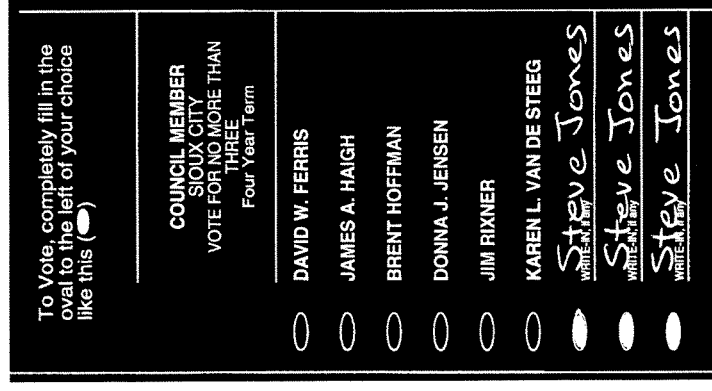 To Vote, completely fill in the
oval to the left of your choice
like this ( )
COUNCIL MEMBER
SIOUX CITY
VOTE FOR NO MORE THAN
THREE
Four Year Term
DAVID W. FERRIS
JAMES A. HAIGH
BRENT HOFFMAN
DONNA J. JENSEN
JIM RIXNER
KAREN L. VAN DE STEEG
Steve Jones
WRITE-IN, if any
Steve Jones
WRITE-IN, if any
Steve Jones
WRITE-IN, if any